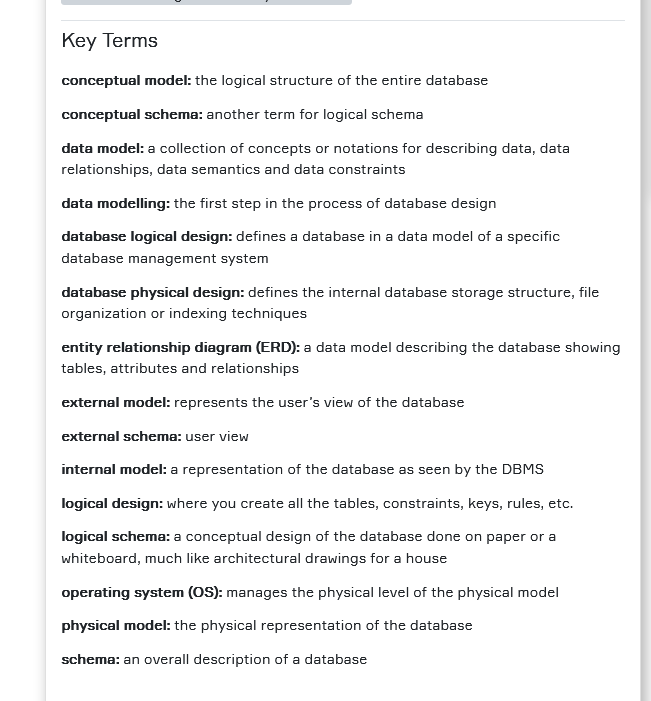 Key Terms
conceptual model: the logical structure of the entire database
conceptual schema: another term for logical schema
data model: a collection of concepts or notations for describing data, data
relationships, data semantics and data constraints
data modelling: the first step in the process of database design
database logical design: defines a database in a data model of a specific
database management system
database physical design: defines the internal database storage structure, file
organization or indexing techniques
entity relationship diagram (ERD): a data model describing the database showing
tables, attributes and relationships
external model: represents the user's view of the database
external schema: user view
internal model: a representation of the database as seen by the DBMS
logical design: where you create all the tables, constraints, keys, rules, etc.
logical schema: a conceptual design of the database done on paper or a
whiteboard, much like architectural drawings for a house
operating system (OS): manages the physical level of the physical model
physical model: the physical representation of the database
schema: an overall description of a database